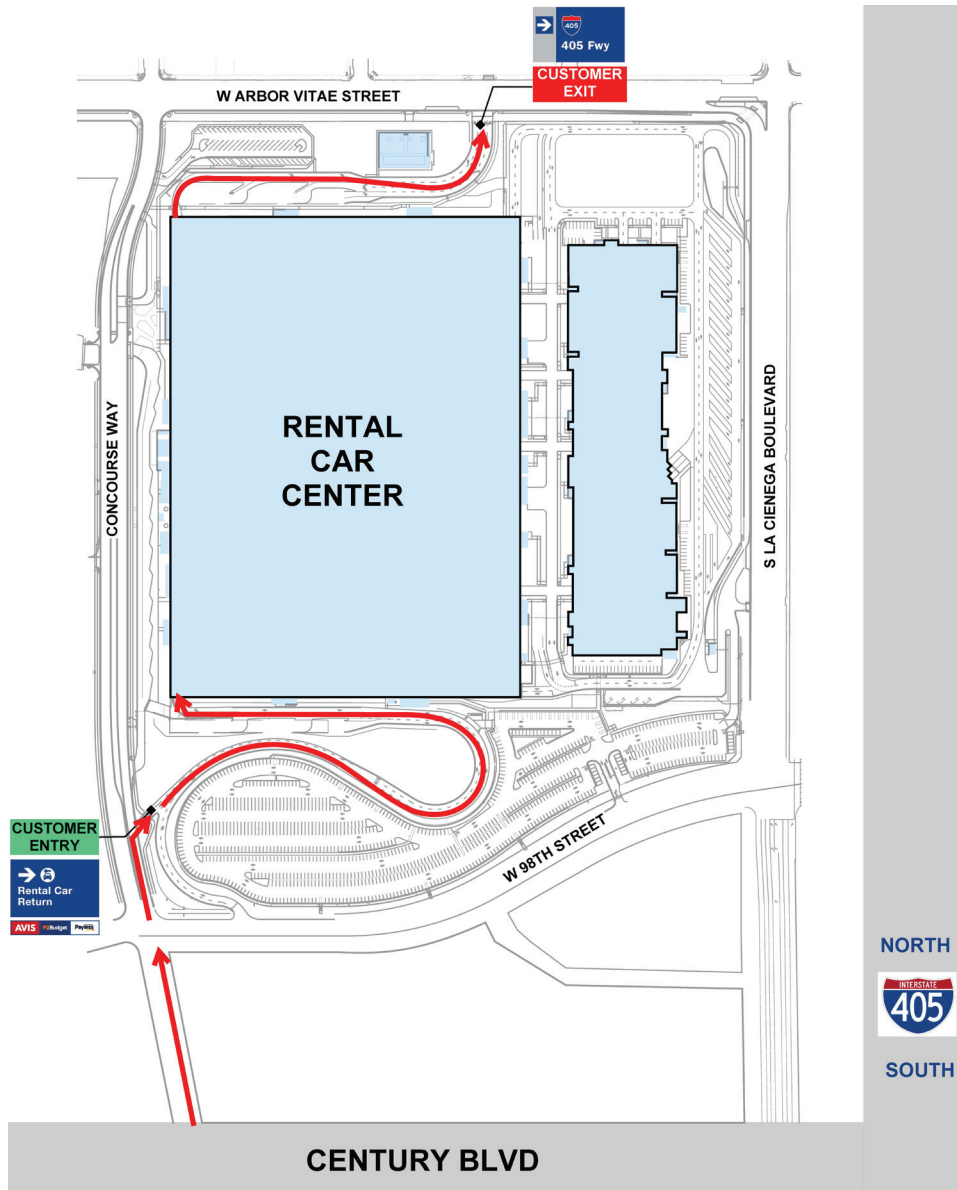 405
405 Fwy
CUSTOMER
EXIT
W ARBOR VITAE STREET
RENTAL
CAR
CENTER
CONCOURSE WAY
S LA CIENEGA BOULEVARD
CUSTOMER
ENTRY
Rental Car
Return
AVIS
Budget
Payless
W 98TH STREET
NORTH
INTERSTATE
405
SOUTH
CENTURY BLVD